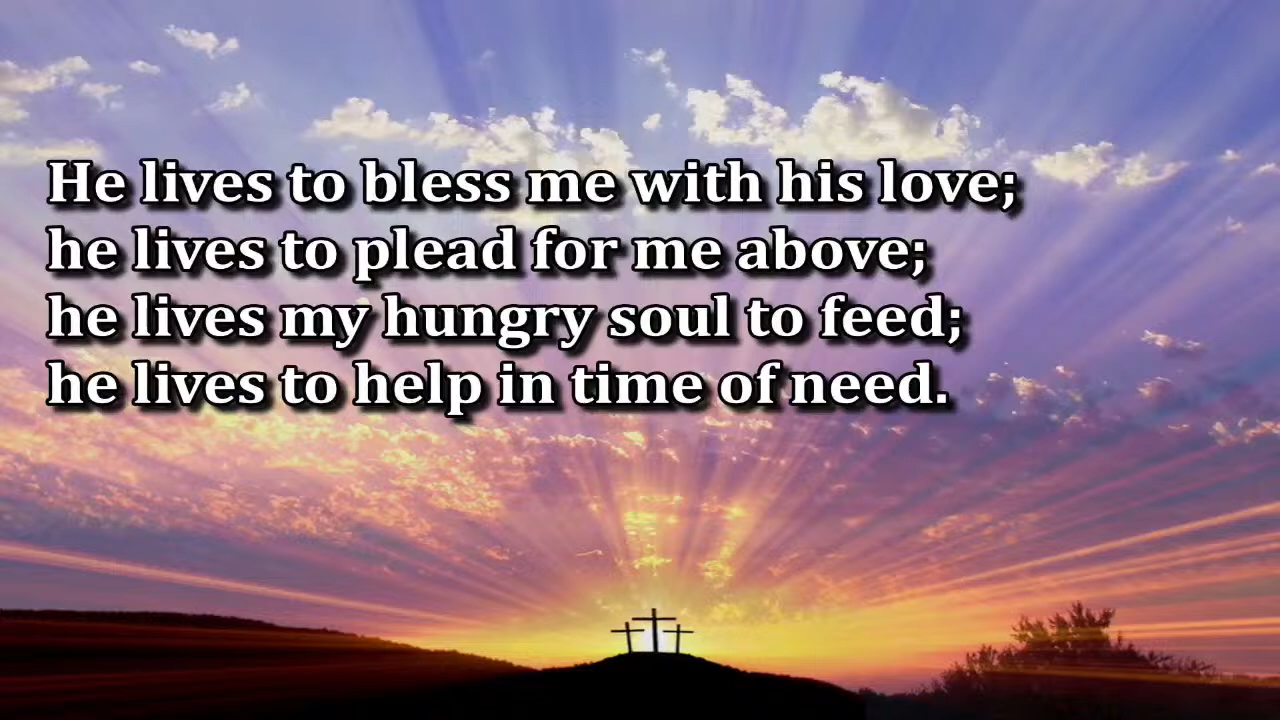 He lives to bless me with his love;
he lives to plead for me above;
he lives my hungry soul to feed;
he lives to help in time of need.